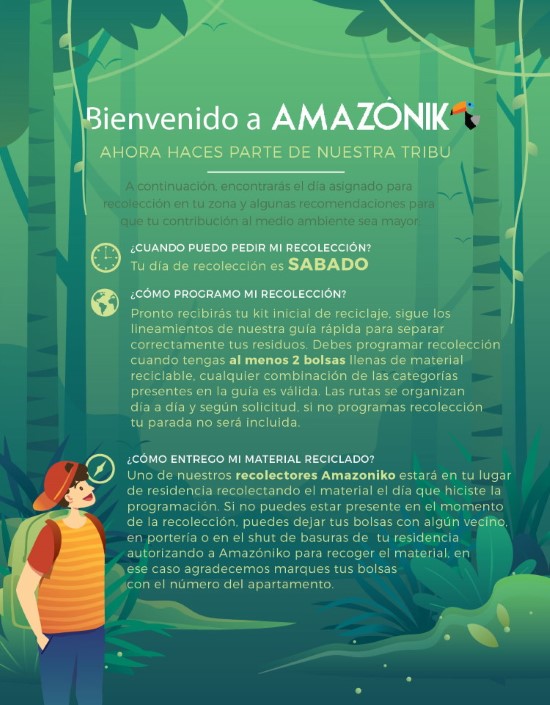 Bienvenido a AMAZÓNIK
AHORA HACES PARTE DE NUESTRA TRIBU
A continuación, encontrarás el día asignado para
recolección en tu zona y algunas recomendaciones para
que tu contribución al medio ambiente sea mayor.
¿CUANDO PUEDO PEDIR MI RECOLECCIÓN?
Tu día de recolección es SABADO
¿CÓMO PROGRAMO MI RECOLECCIÓN?
Pronto recibirás tu kit inicial de reciclaje, sigue los
lineamientos de nuestra guía rápida para separar
correctamente tus residuos. Debes programar recolección
cuando tengas al menos 2 bolsas llenas de material
reciclable, cualquier combinación de las categorías
presentes en la guía es válida. Las rutas se organizan
día a día y según solicitud, si no programas recolección
tu parada no será incluida.
¿CÓMO ENTREGO MI MATERIAL RECICLADO?
Uno de nuestros recolectores Amazoniko estará en tu lugar
de residencia recolectando el material el día que hiciste la
programación. Si no puedes estar presente en el momento
de la recolección, puedes dejar tus bolsas con algún vecino,
en portería o en el shut de basuras de tu residencia
autorizando a Amazóniko para recoger el material, en
ese caso agradecemos marques tus bolsas
con el número del apartamento.